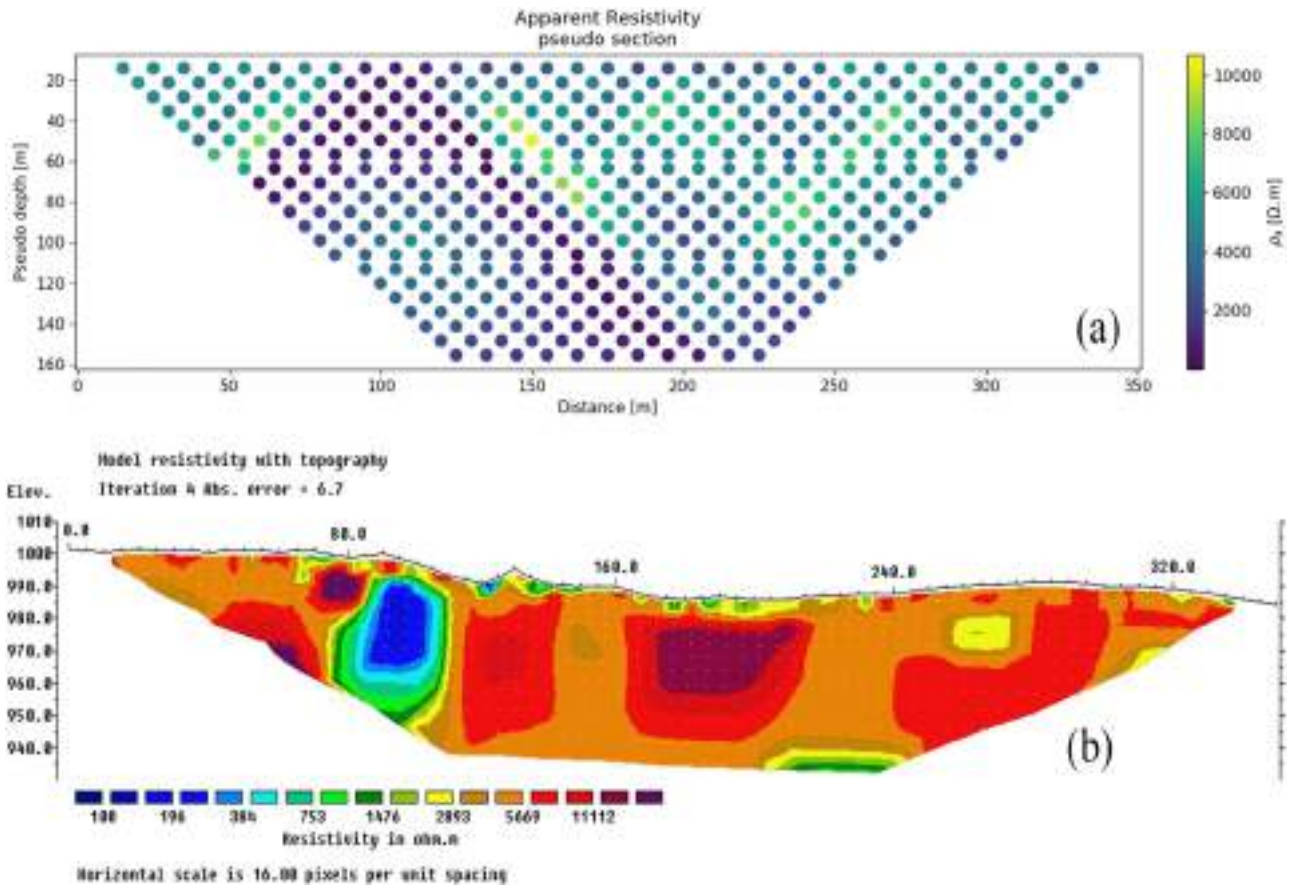 Apparent Resistivity
pseudo section
Pseudo depth [m]
20
40
60
80
100
120
140
160
0 50 100 150 200 250 300 350
Distance [m]
10000
8000
6000
4000
2000
ρₐ [Ω.m]
(a)
Model resistivity with topography
Iteration 4 Abs. error = 6.7
Elev.
1010
1000
990.0
980.0
970.0
960.0
950.0
940.0
0.0 80.0 160.0 240.0 320.0
(b)
100 196 384 753 1476 2893 5669 11112
Resistivity in ohm.m
Horizontal scale is 16.00 pixels per unit spacing